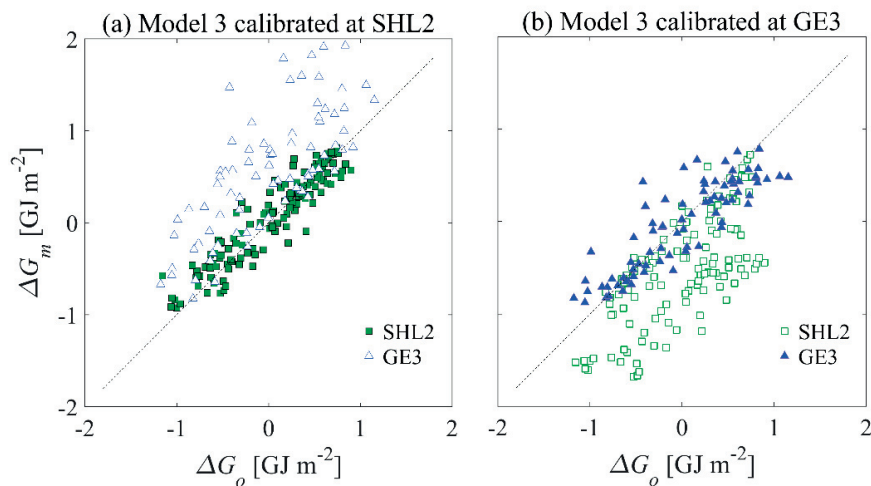 (a) Model 3 calibrated at SHL2
(b) Model 3 calibrated at GE3
2
1
0
-1
-2
ΔG_m [GJ m⁻²]
SHL2
GE3
SHL2
GE3
-2 -1 0 1 2
-2 -1 0 1 2
ΔG_o [GJ m⁻²]
ΔG_o [GJ m⁻²]